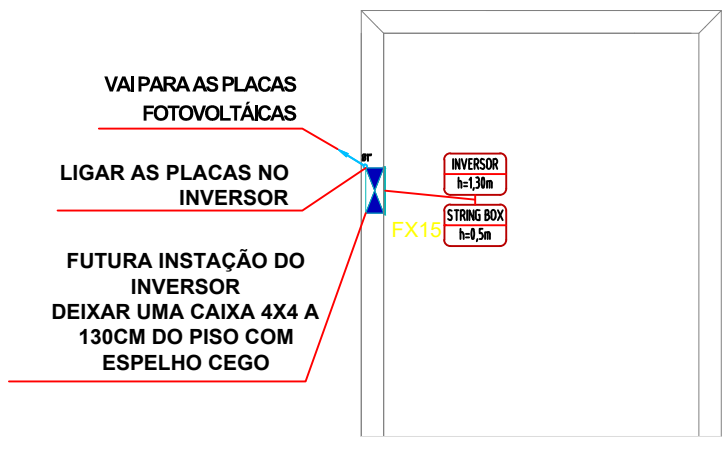 VAI PARA AS PLACAS
FOTOVOLTÁICAS
LIGAR AS PLACAS NO
INVERSOR
FUTURA INSTAÇÃO DO
INVERSOR
DEIXAR UMA CAIXA 4X4 A
130CM DO PISO COM
ESPELHO CEGO
INVERSOR
h=1,30m
STRING BOX
h=0,5m
FX15